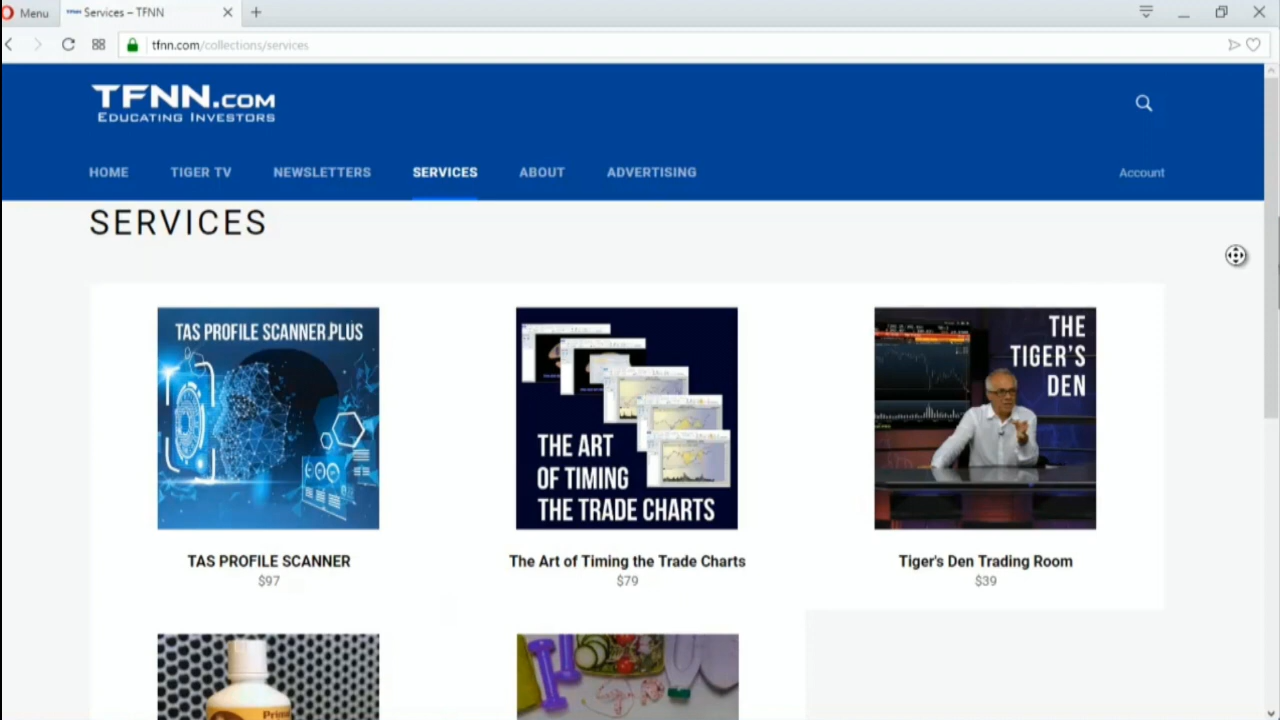 Menu
Services – TFNN
tfnn.com/collections/services
TFNN.COM
EDUCATING INVESTORS
HOME
TIGER TV
NEWSLETTERS
SERVICES
ABOUT
ADVERTISING
Account
SERVICES
TAS PROFILE SCANNER PLUS
THE ART
OF TIMING
THE TRADE CHARTS
THE
TIGER'S
DEN
TAS PROFILE SCANNER
$97
The Art of Timing the Trade Charts
$79
Tiger's Den Trading Room
$39